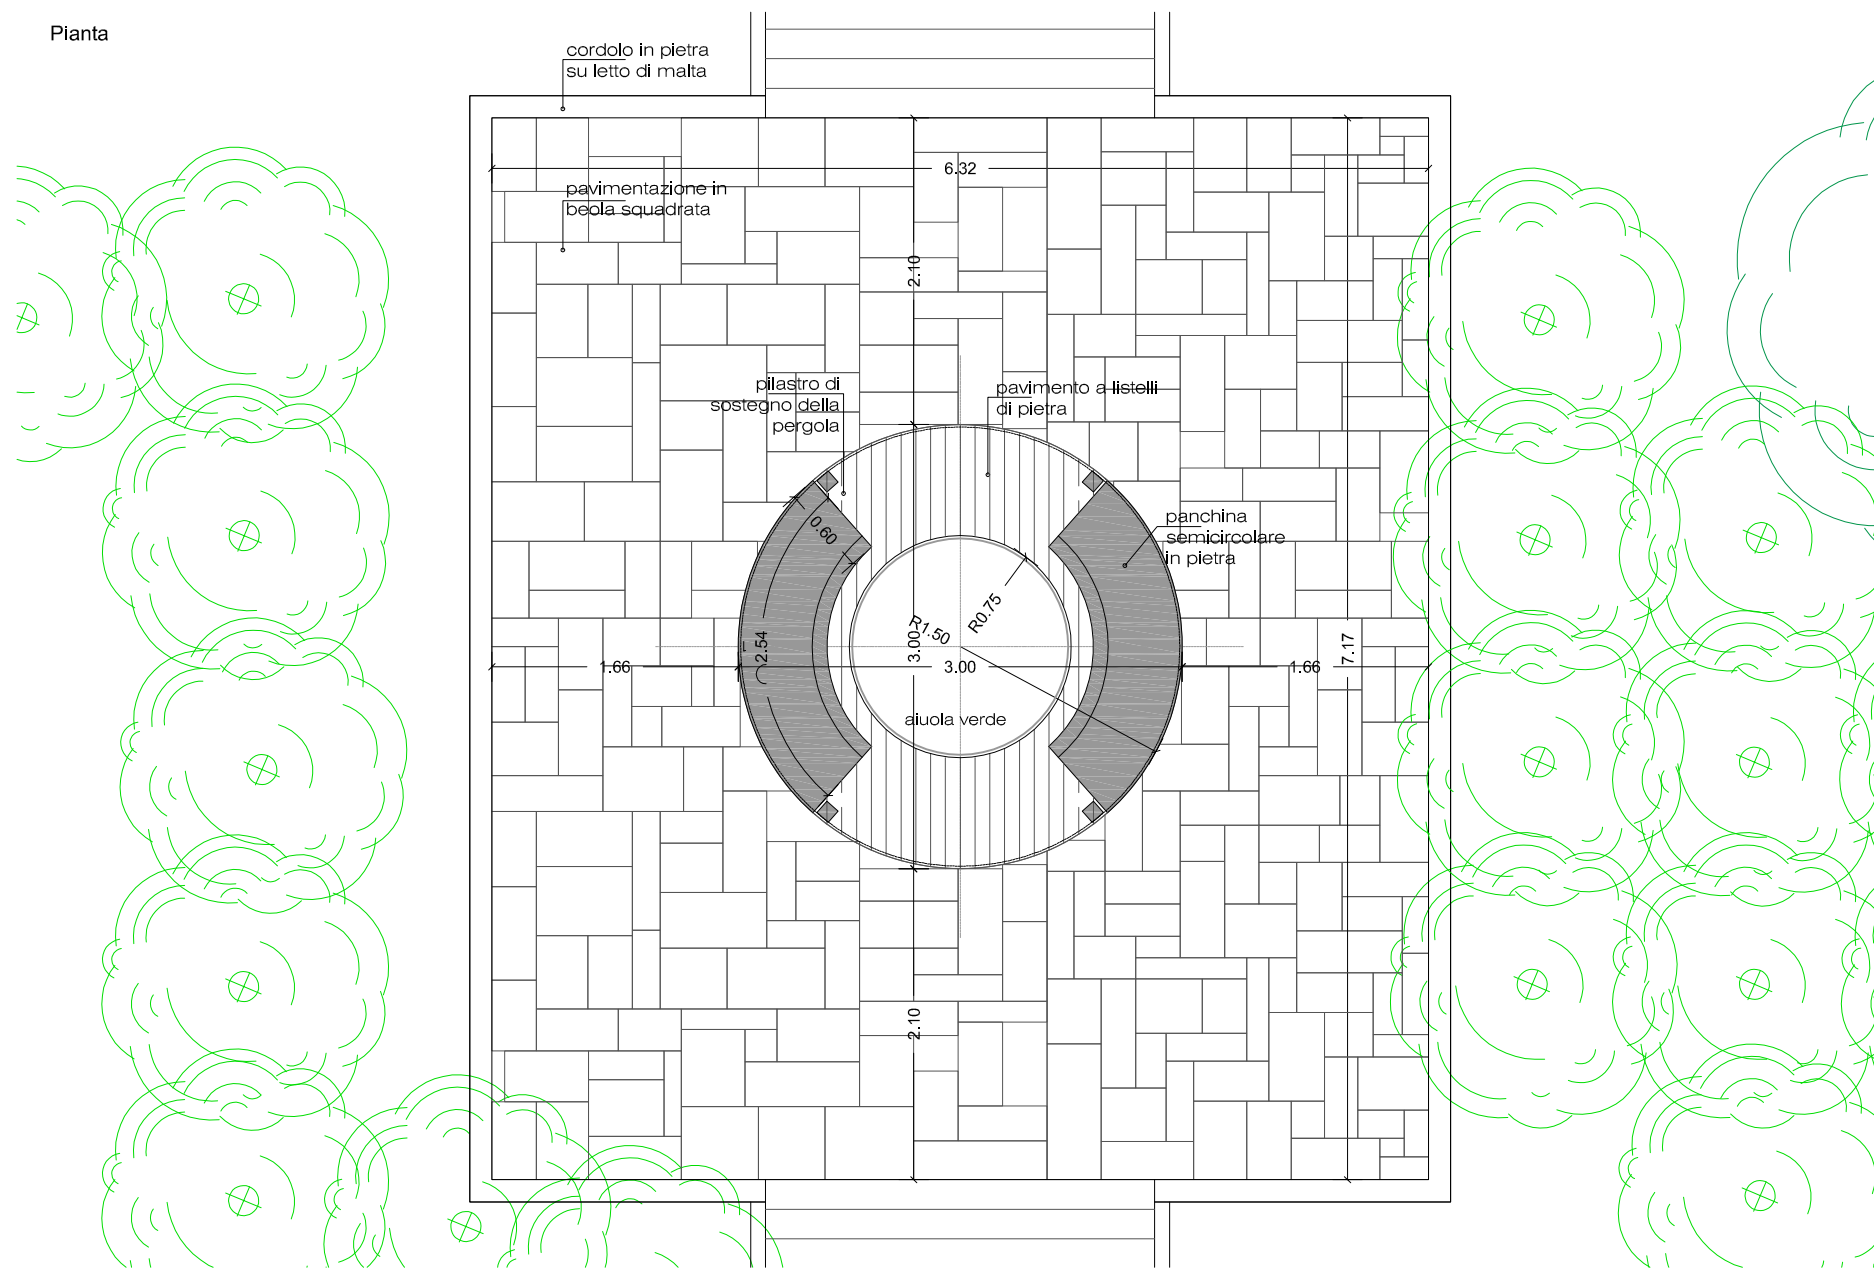 Pianta
cordolo in pietra
su letto di malta
6.32
pavimentazione in
beola squadrata
2.10
pilastro di
sostegno della
pergola
pavimento a listelli
di pietra
0.60
panchina
semicircolare
in pietra
R0.75
R1.50
2.54
3.00
7.17
1.66
3.00
1.66
aiuola verde
2.10